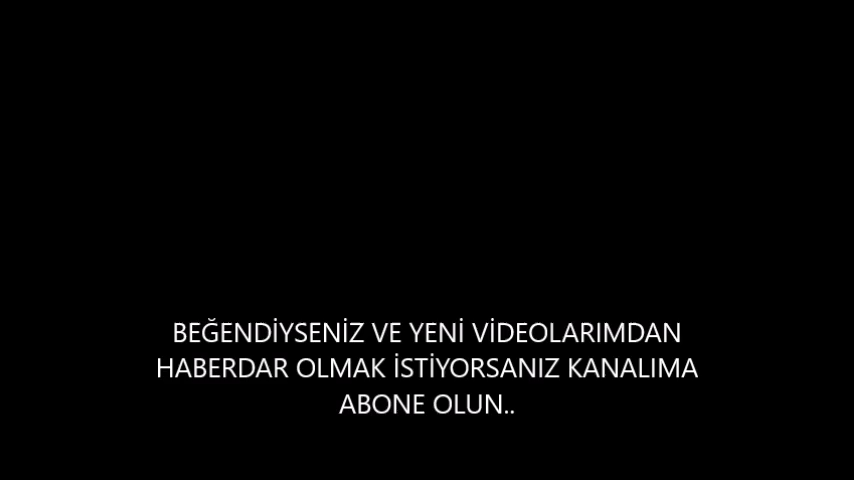 BEĞENDİYSENİZ VE YENİ VİDEOLARIMDAN
HABERDAR OLMAK İSTİYORSANIZ KANALIMA
ABONE OLUN..